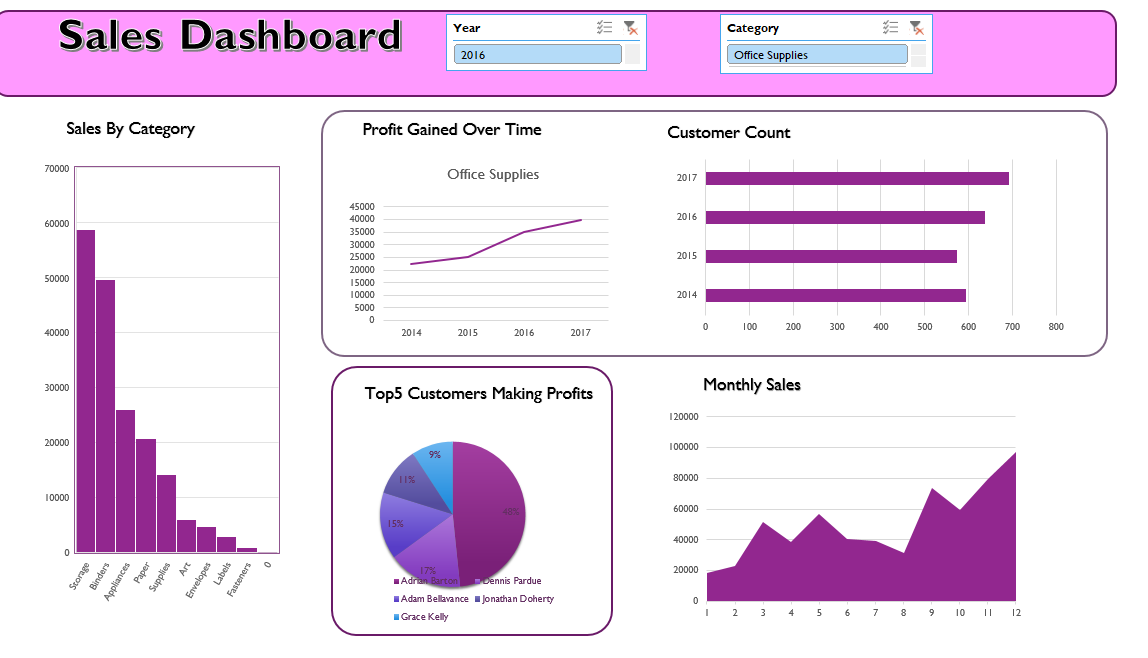 Sales Dashboard
Year
2016
Category
Office Supplies
Sales By Category
70000
60000
50000
40000
30000
20000
10000
0
Storage
Binders
Appliances
Paper
Supplies
Art
Envelopes
Labels
Fasteners
0
Profit Gained Over Time
Office Supplies
45000
40000
35000
30000
25000
20000
15000
10000
5000
0
2014 2015 2016 2017
Customer Count
2017
2016
2015
2014
0 100 200 300 400 500 600 700 800
Top5 Customers Making Profits
9%
11%
48%
15%
17%
Adrian Barton Dennis Pardue
Adam Bellavance Jonathan Doherty
Grace Kelly
Monthly Sales
120000
100000
80000
60000
40000
20000
0
1 2 3 4 5 6 7 8 9 10 11 12